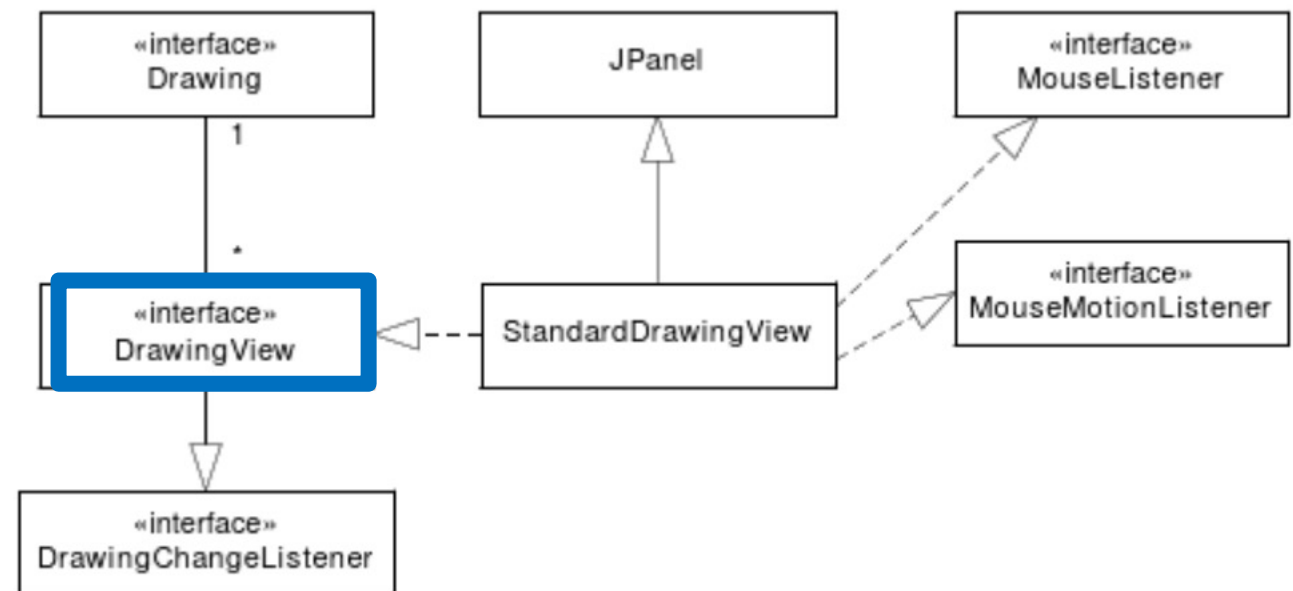 «interface»
Drawing
JPanel
«interface»
MouseListener
1
*
«interface»
DrawingView
StandardDrawingView
«interface»
MouseMotionListener
«interface»
DrawingChangeListener